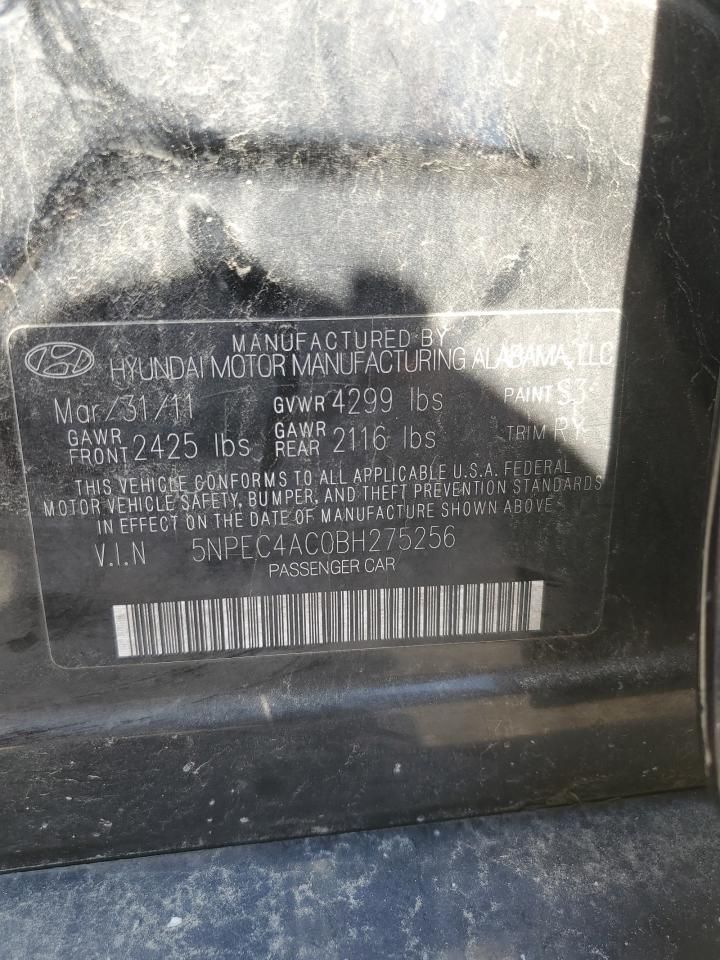 MANUFACTURED BY
HYUNDAI MOTOR MANUFACTURING ALABAMA, LLC
Mar/31/11 GVWR 4299 lbs PAINT S3
GAWR FRONT 2425 lbs GAWR REAR 2116 lbs TRIM RY
THIS VEHICLE CONFORMS TO ALL APPLICABLE U.S.A. FEDERAL
MOTOR VEHICLE SAFETY, BUMPER, AND THEFT PREVENTION STANDARDS
IN EFFECT ON THE DATE OF MANUFACTURE SHOWN ABOVE.
V.I.N 5NPEC4AC0BH275256
PASSENGER CAR